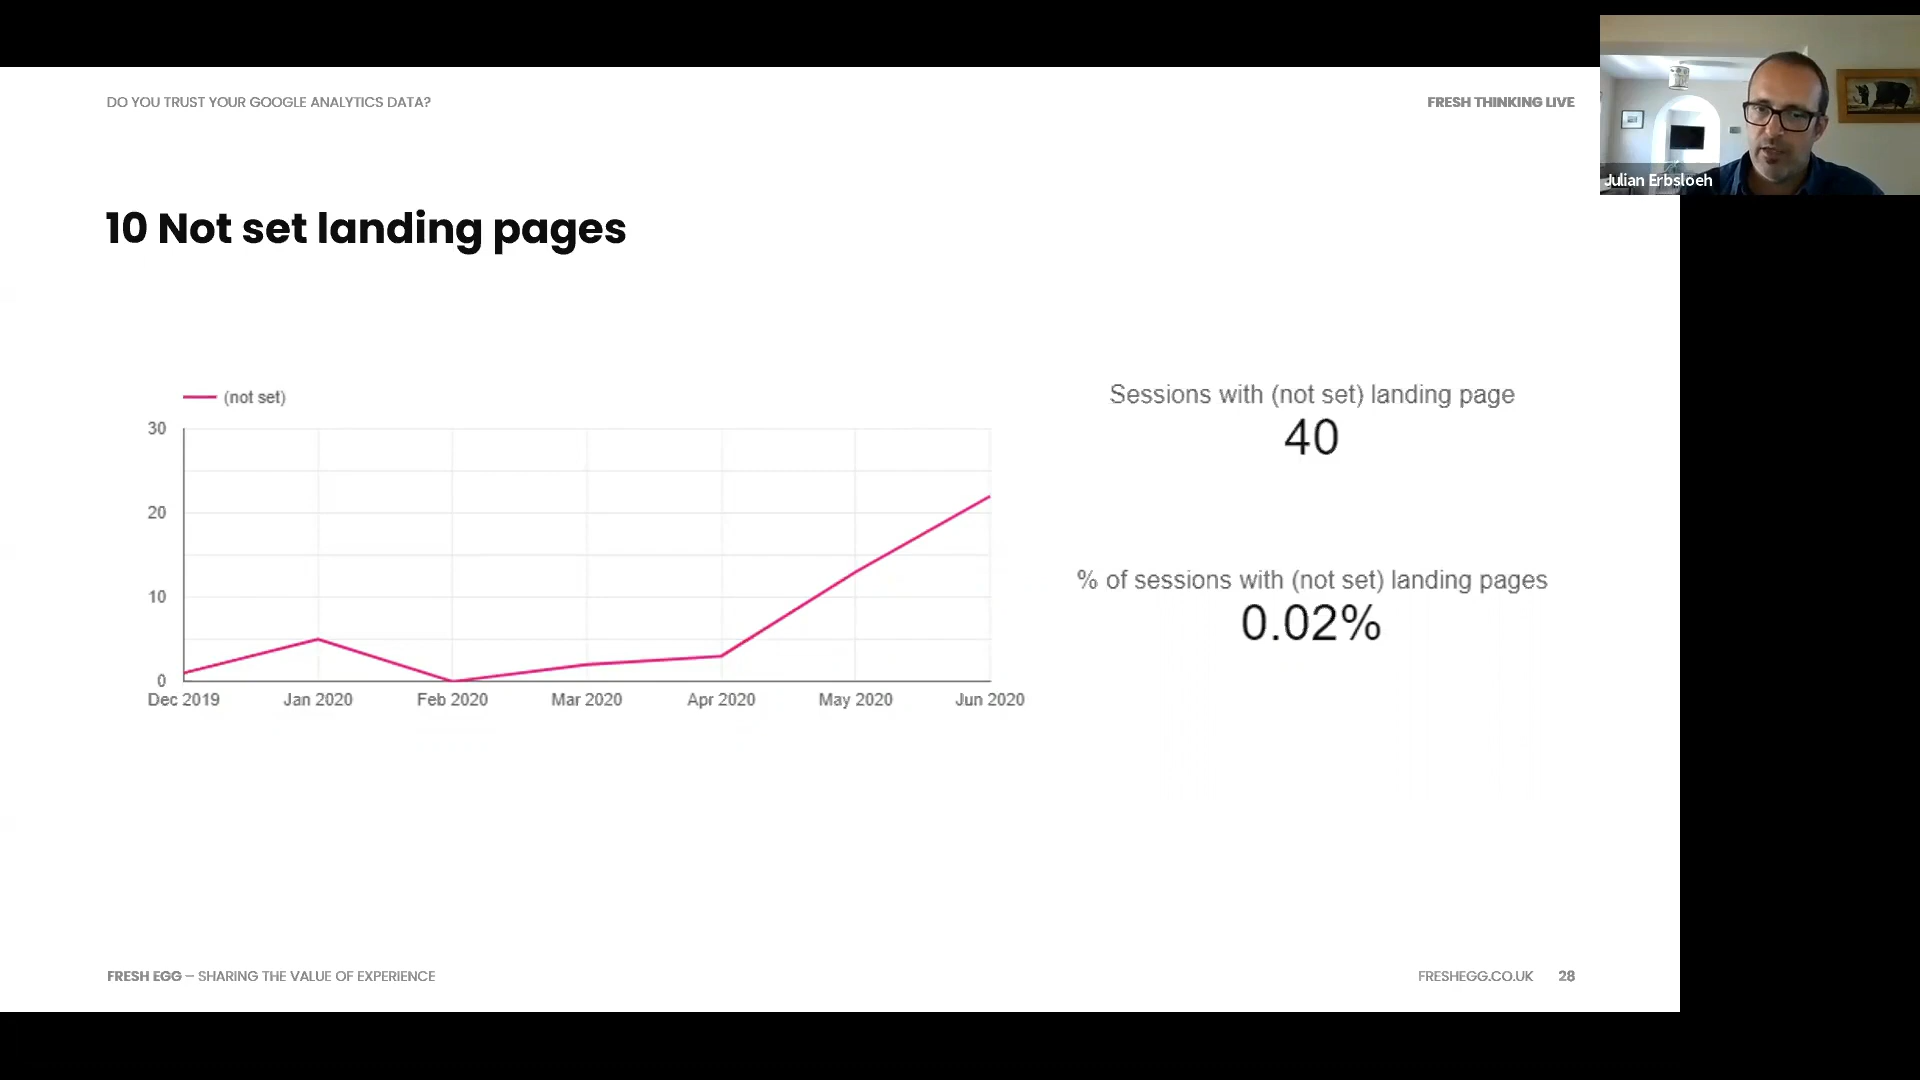 DO YOU TRUST YOUR GOOGLE ANALYTICS DATA?
FRESH THINKING LIVE
Julian Erbsloeh
10 Not set landing pages
(not set)
30
20
10
0
Dec 2019 Jan 2020 Feb 2020 Mar 2020 Apr 2020 May 2020 Jun 2020
Sessions with (not set) landing page
40
% of sessions with (not set) landing pages
0.02%
FRESH EGG – SHARING THE VALUE OF EXPERIENCE
FRESHEGG.CO.UK 28